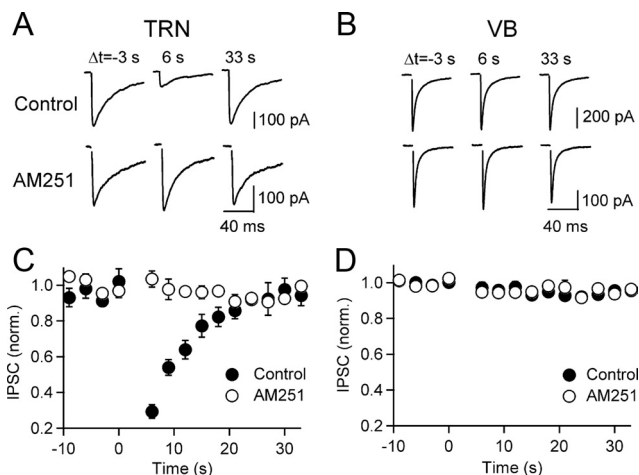 A TRN B VB
Δt=-3 s 6 s 33 s Δt=-3 s 6 s 33 s
Control 100 pA 200 pA
AM251 100 pA 100 pA
40 ms 40 ms
C D
1.0 1.0
0.8 0.8
0.6 0.6
0.4 Control 0.4 Control
AM251 AM251
0.2 0.2
IPSC (norm.) IPSC (norm.)
-10 0 10 20 30 -10 0 10 20 30
Time (s) Time (s)